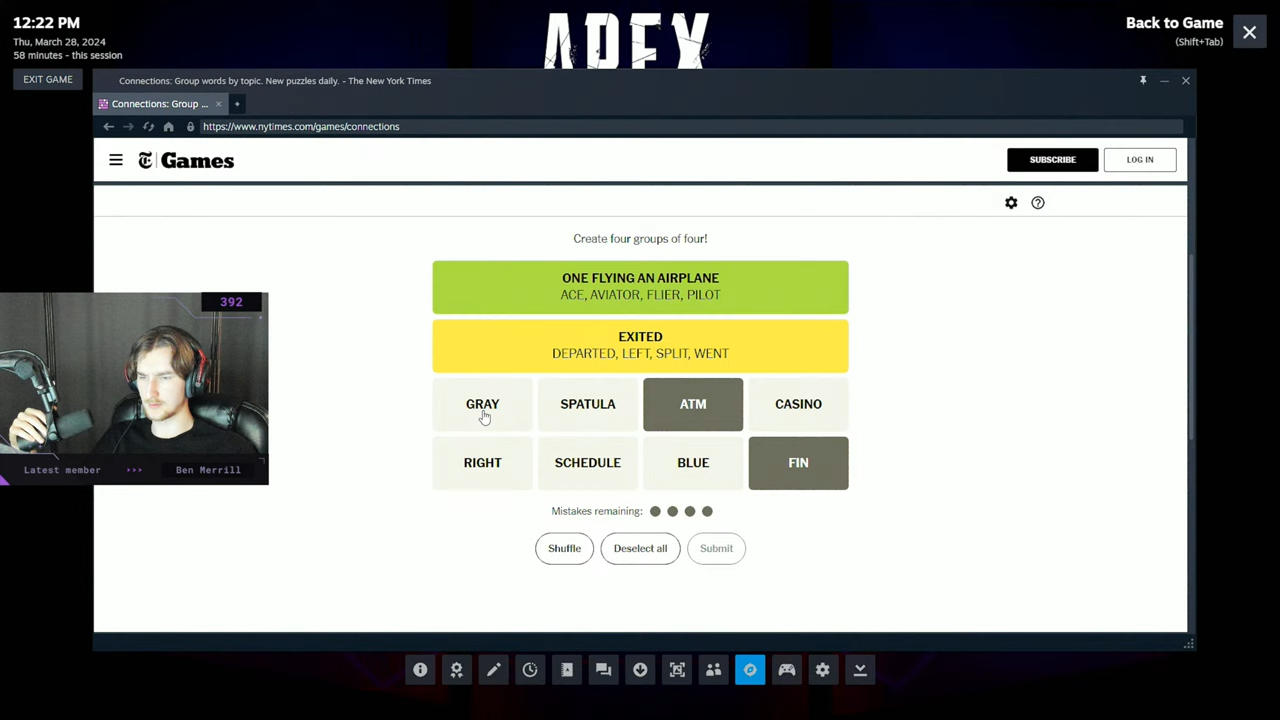 12:22 PM
Thu, March 28, 2024
58 minutes - this session
EXIT GAME
APEX
Back to Game
(Shift+Tab)
Connections: Group words by topic. New puzzles daily. - The New York Times
Connections: Group ...
https://www.nytimes.com/games/connections
Games
SUBSCRIBE
LOG IN
Create four groups of four!
ONE FLYING AN AIRPLANE
ACE, AVIATOR, FLIER, PILOT
EXITED
DEPARTED, LEFT, SPLIT, WENT
GRAY SPATULA ATM CASINO
RIGHT SCHEDULE BLUE FIN
Mistakes remaining:
Shuffle Deselect all Submit
392
Latest member >>> Ben Merrill